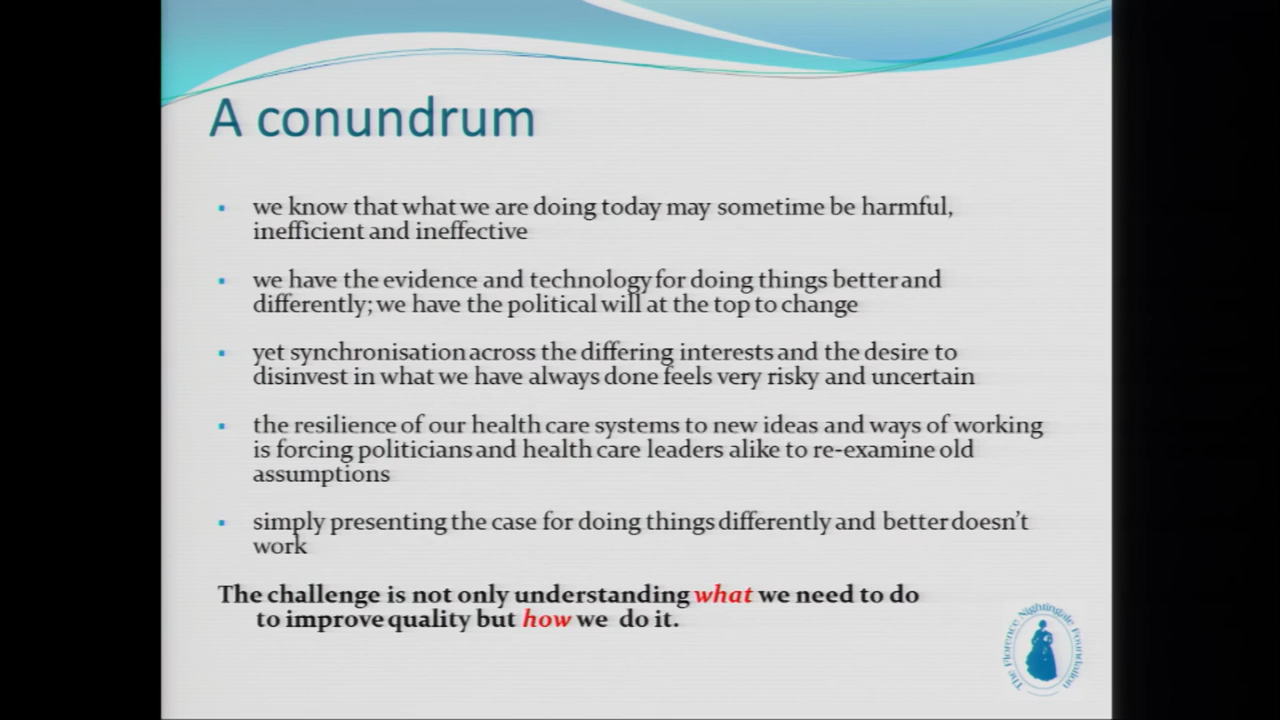 A conundrum
we know that what we are doing today may sometime be harmful,
inefficient and ineffective
we have the evidence and technology for doing things better and
differently; we have the political will at the top to change
yet synchronisation across the differing interests and the desire to
disinvest in what we have always done feels very risky and uncertain
the resilience of our health care systems to new ideas and ways of working
is forcing politicians and health care leaders alike to re-examine old
assumptions
simply presenting the case for doing things differently and better doesn't
work
The challenge is not only understanding what we need to do
to improve quality but how we do it.
The Florence Nightingale Foundation